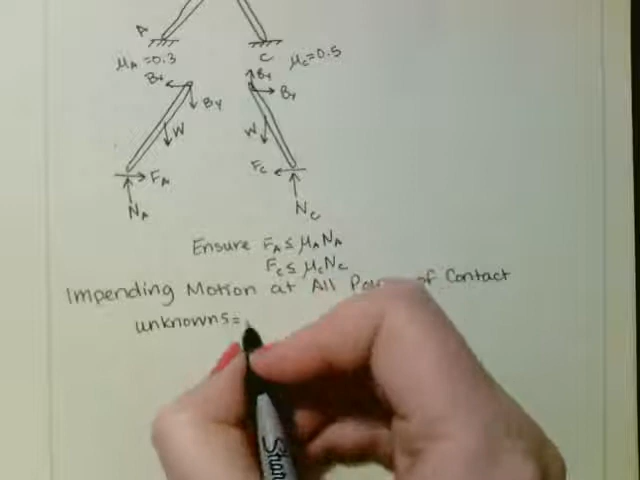 A
C
μA = 0.3
μC = 0.5
Bx
By
By
Bx
W
W
FA
FC
NA
NC
Ensure FA ≤ μANA
FC ≤ μCNC
Impending Motion at All of Contact
unknowns =